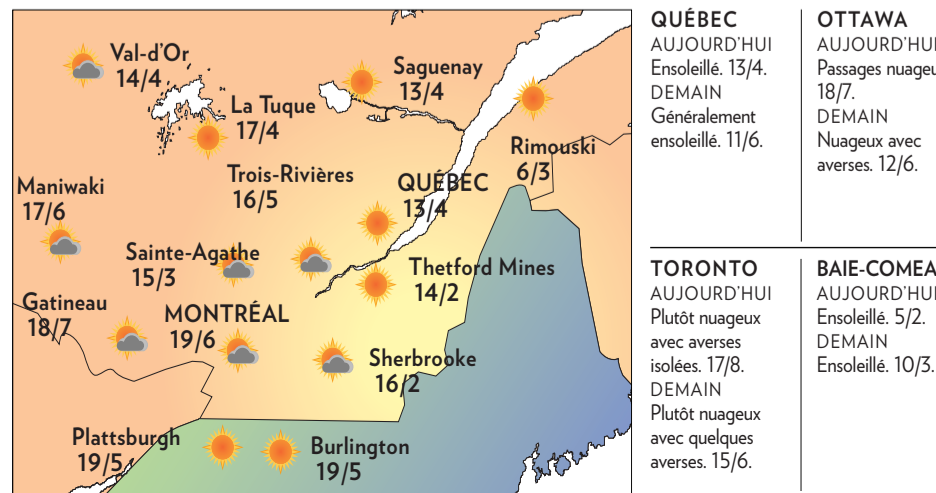 Val-d'Or
14/4
Saguenay
13/4
La Tuque
17/4
Rimouski
6/3
Trois-Rivières
16/5
QUÉBEC
13/4
Maniwaki
17/6
Sainte-Agathe
15/3
Thetford Mines
14/2
Gatineau
18/7
MONTRÉAL
19/6
Sherbrooke
16/2
Plattsburgh
19/5
Burlington
19/5
QUÉBEC
AUJOURD'HUI
Ensoleillé. 13/4.
DEMAIN
Généralement
ensoleillé. 11/6.
OTTAWA
AUJOURD'HUI
Passages
18/7.
DEMAIN
Nuageux avec
averses. 12/6.
TORONTO
AUJOURD'HUI
Plutôt nuageux
avec averses
isolées. 17/8.
DEMAIN
Plutôt nuageux
avec quelques
averses. 15/6.
AUJOURD'HUI
Ensoleillé. 5/2.
DEMAIN
Ensoleillé. 10/3.